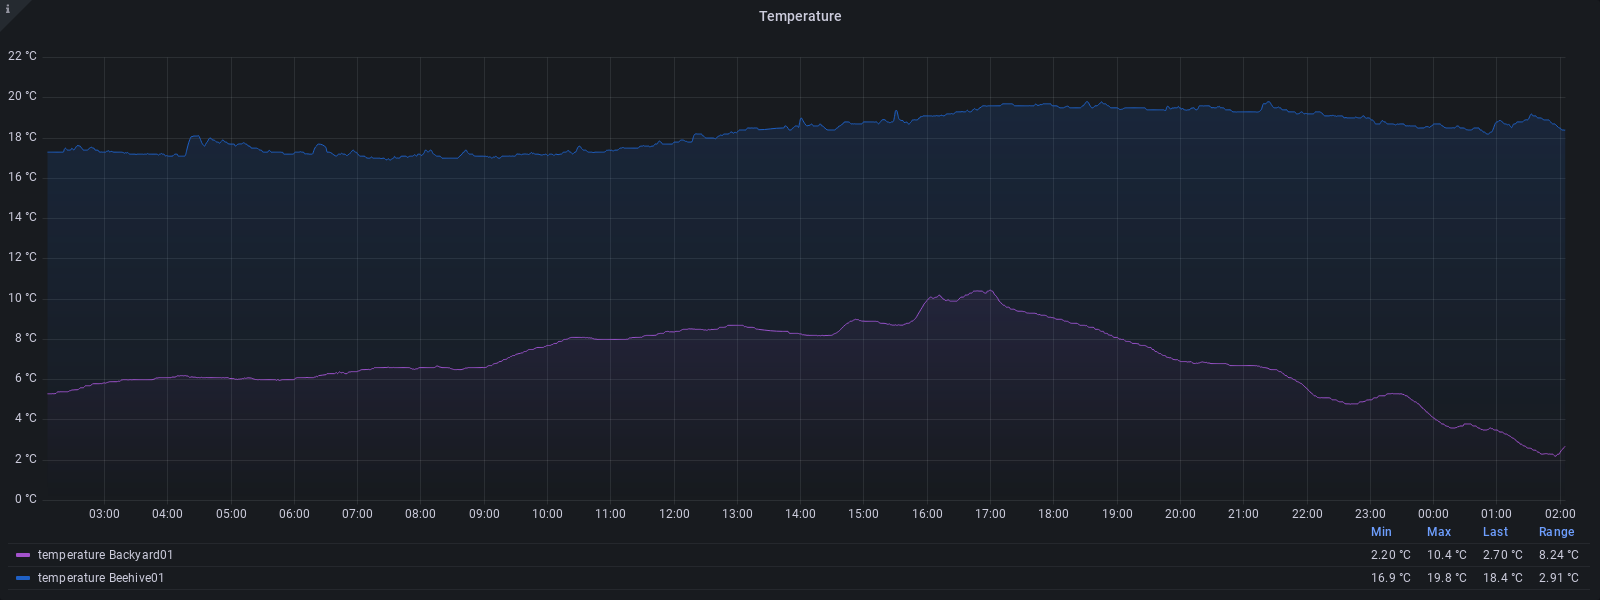 i
Temperature
22 °C
20 °C
18 °C
16 °C
14 °C
12 °C
10 °C
8 °C
6 °C
4 °C
2 °C
0 °C
03:00 04:00 05:00 06:00 07:00 08:00 09:00 10:00 11:00 12:00 13:00 14:00 15:00 16:00 17:00 18:00 19:00 20:00 21:00 22:00 23:00 00:00 01:00 02:00
Min Max Last Range
temperature Backyard01 2.20 °C 10.4 °C 2.70 °C 8.24 °C
temperature Beehive01 16.9 °C 19.8 °C 18.4 °C 2.91 °C